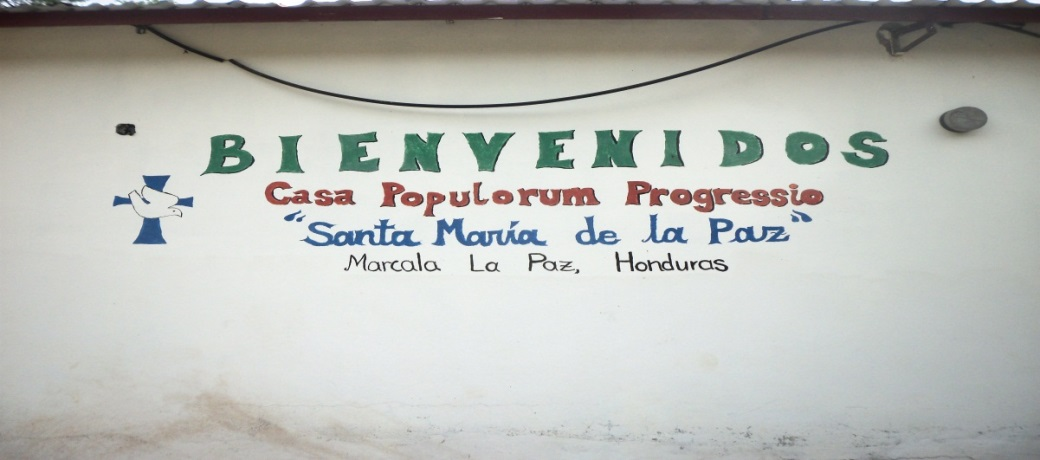 BIENVENIDOS
Casa Populorum Progressio
"Santa María de la Paz"
Marcala La Paz, Honduras